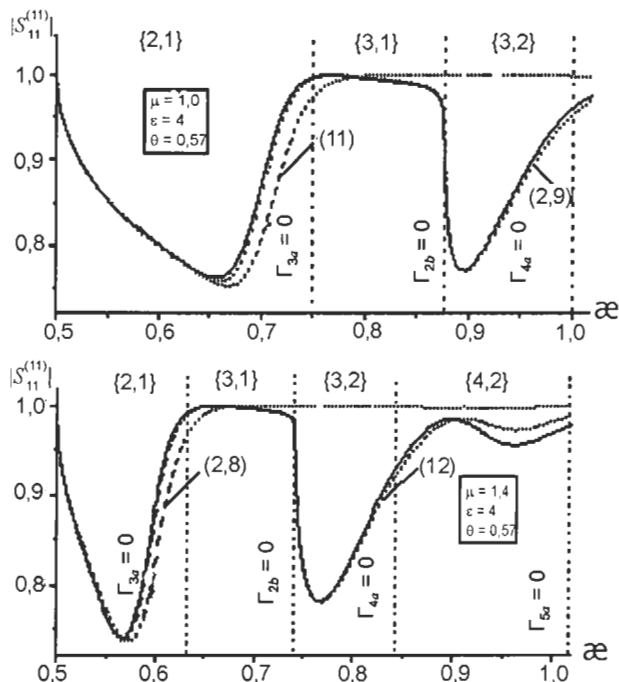 |S₁₁⁽¹¹⁾|
{2,1} {3,1} {3,2}
1,0
μ = 1,0
ε = 4
θ = 0,57
(11)
0,9
(2,9)
0,8
Γ₃ₐ = 0
Γ₂b = 0
Γ₄ₐ = 0
æ
0,5 0,6 0,7 0,8 0,9 1,0
|S₁₁⁽¹¹⁾|
{2,1} {3,1} {3,2} {4,2}
1,0
(2,8)
(12)
0,9
μ = 1,4
ε = 4
θ = 0,57
0,8
Γ₃ₐ = 0
Γ₂b = 0
Γ₄ₐ = 0
Γ₅ₐ = 0
æ
0,5 0,6 0,7 0,8 0,9 1,0